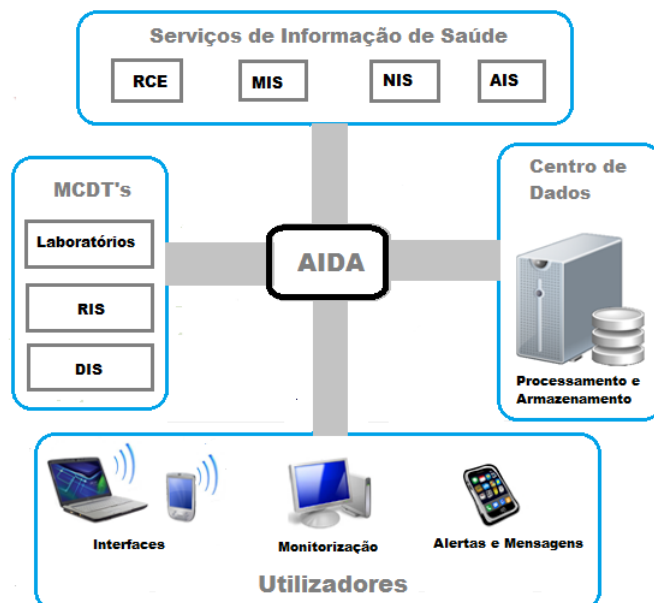 Serviços de Informação de Saúde
RCE
MIS
NIS
AIS
MCDT's
Laboratórios
RIS
DIS
AIDA
Centro de
Dados
Processamento e
Armazenamento
Interfaces
Monitorização
Alertas e Mensagens
Utilizadores